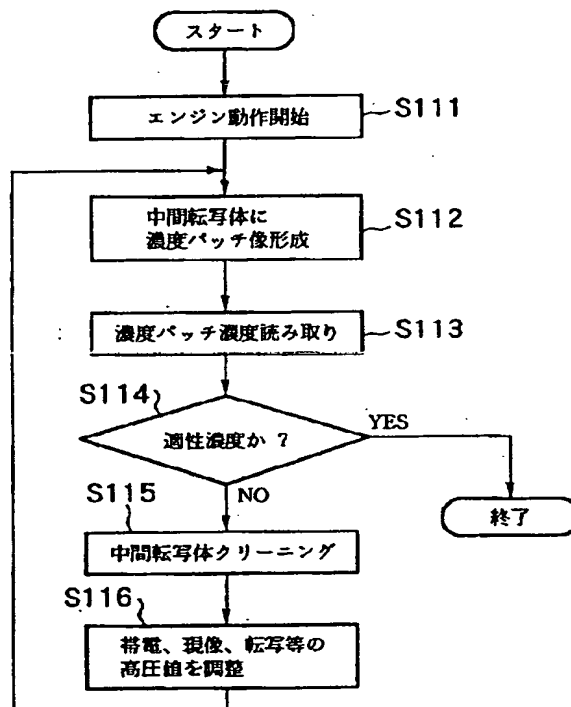 スタート
エンジン動作開始
S111
中間転写体に
濃度パッチ像形成
S112
濃度パッチ濃度読み取り
S113
S114
適性濃度か ?
YES
NO
終了
S115
中間転写体クリーニング
S116
帯電、現像、転写等の
高圧値を調整